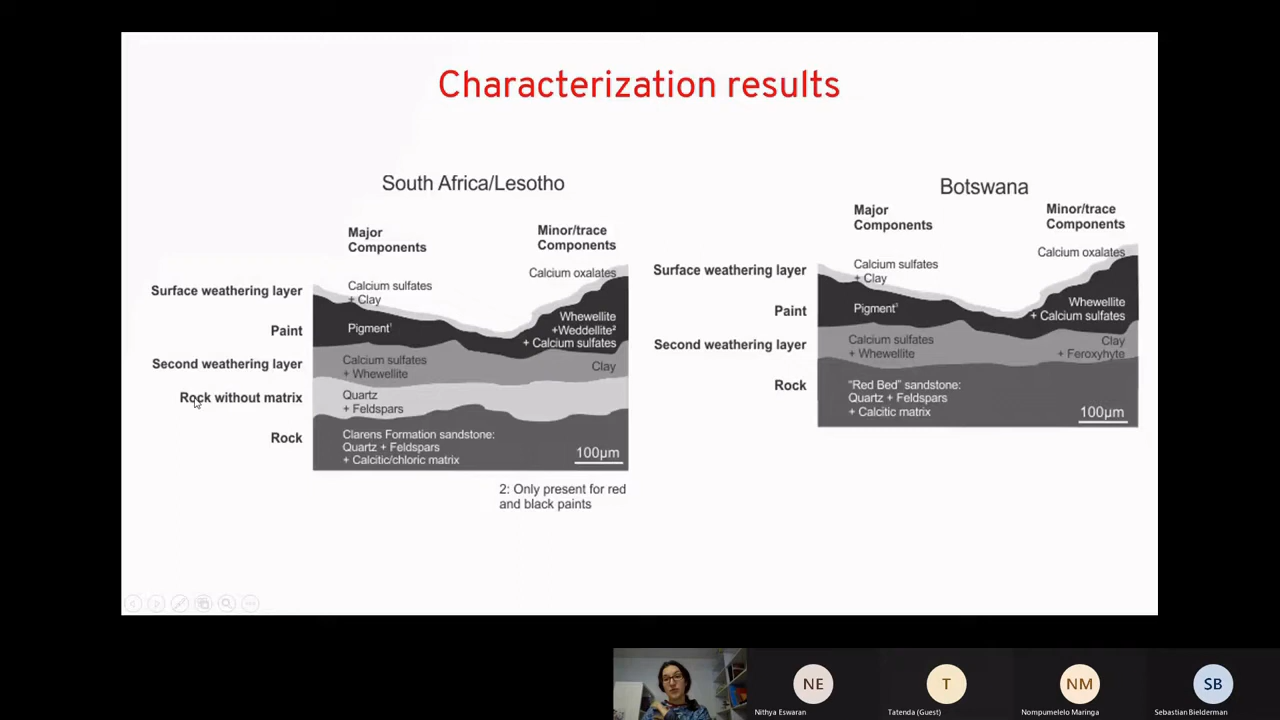 Characterization results
South Africa/Lesotho
Major
Components
Minor/trace
Components
Calcium oxalates
Surface weathering layer
Calcium sulfates
+ Clay
Paint
Pigment¹
Whewellite
+Weddellite²
+ Calcium sulfates
Second weathering layer
Calcium sulfates
+ Whewellite
Clay
Rock without matrix
Quartz
+ Feldspars
Rock
Clarens Formation sandstone:
Quartz + Feldspars
+ Calcitic/chloric matrix
100µm
2: Only present for red
and black paints
Botswana
Major
Components
Minor/trace
Components
Calcium oxalates
Surface weathering layer
Calcium sulfates
+ Clay
Paint
Pigment¹
Whewellite
+ Calcium sulfates
Second weathering layer
Calcium sulfates
+ Whewellite
Clay
+ Feroxyhyte
Rock
“Red Bed” sandstone:
Quartz + Feldspars
+ Calcitic matrix
100µm
NE
T
NM
SB
Nithya Eswaran
Tatenda (Guest)
Nompumelelo Maringa
Sebastian Bielderman